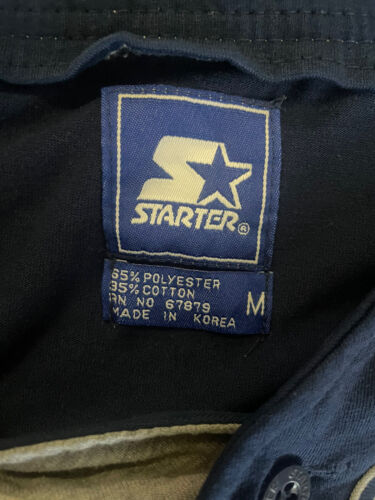 STARTER®
65% POLYESTER
35% COTTON
RN NO 67879
MADE IN KOREA
M